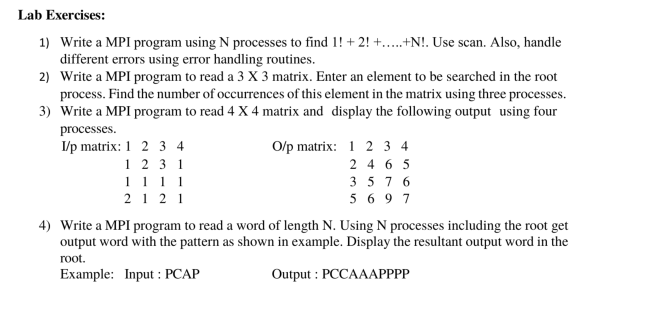 Lab Exercises:
1) Write a MPI program using N processes to find 1! + 2! +…..+N!. Use scan. Also, handle
different errors using error handling routines.
2) Write a MPI program to read a 3 X 3 matrix. Enter an element to be searched in the root
process. Find the number of occurrences of this element in the matrix using three processes.
3) Write a MPI program to read 4 X 4 matrix and display the following output using four
processes.
I/p matrix: 1 2 3 4 O/p matrix: 1 2 3 4
1 2 3 1 2 4 6 5
1 1 1 1 3 5 7 6
2 1 2 1 5 6 9 7
4) Write a MPI program to read a word of length N. Using N processes including the root get
output word with the pattern as shown in example. Display the resultant output word in the
root.
Example: Input : PCAP Output : PCCAAAPPPP